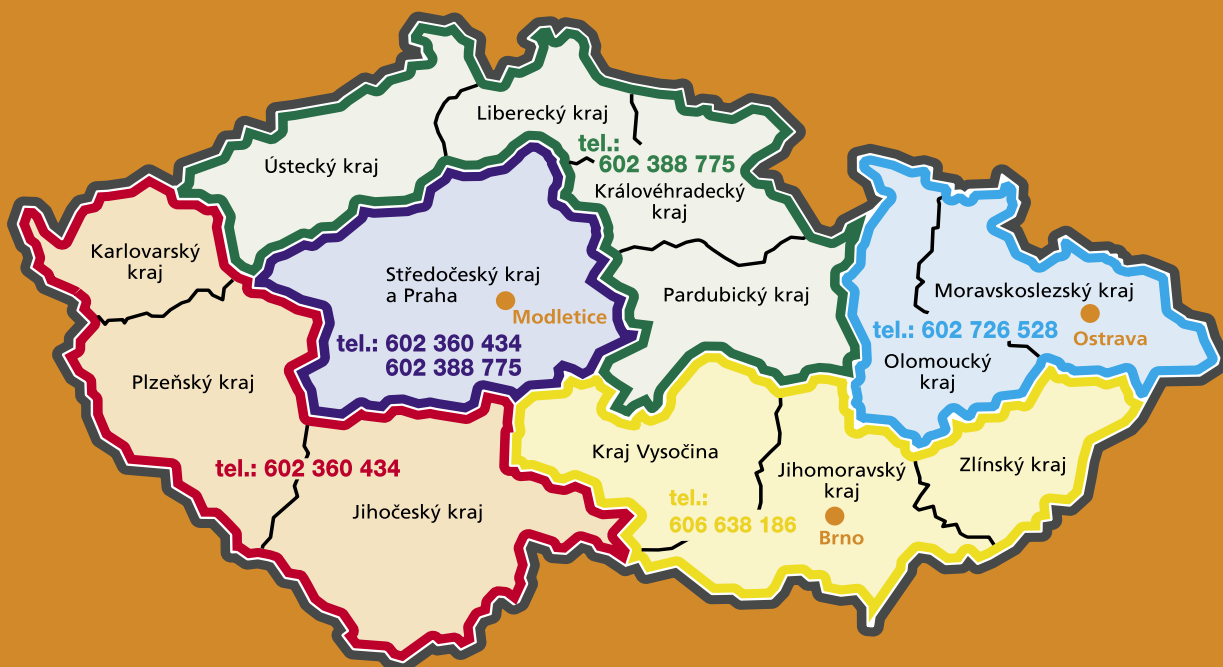 Liberecký kraj
tel.:
602 388 775
Ústecký kraj
Královéhradecký
kraj
Karlovarský
kraj
Středočeský kraj
a Praha
Modletice
tel.: 602 360 434
602 388 775
Pardubický kraj
Moravskoslezský kraj
Ostrava
tel.: 602 726 528
Olomoucký
kraj
Plzeňský kraj
tel.: 602 360 434
Jihočeský kraj
Kraj Vysočina
Jihomoravský
kraj
Zlínský kraj
tel.:
606 638 186
Brno